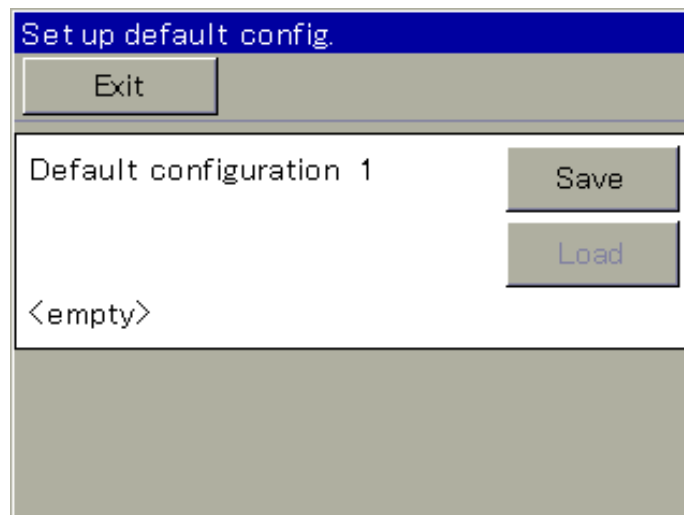 Set up default config.
Exit
Default configuration 1
Save
Load
<empty>